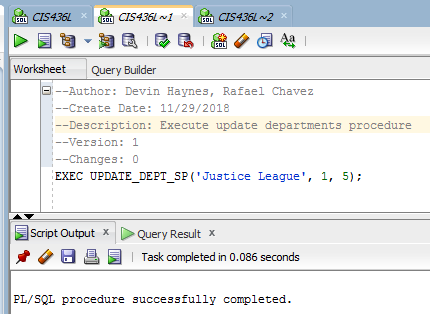 CIS436L CIS436L~1 CIS436L~2
Worksheet Query Builder
--Author: Devin Haynes, Rafael Chavez
--Create Date: 11/29/2018
--Description: Execute update departments procedure
--Version: 1
--Changes: 0
EXEC UPDATE_DEPT_SP('Justice League', 1, 5);
Script Output x Query Result x
Task completed in 0.086 seconds
PL/SQL procedure successfully completed.